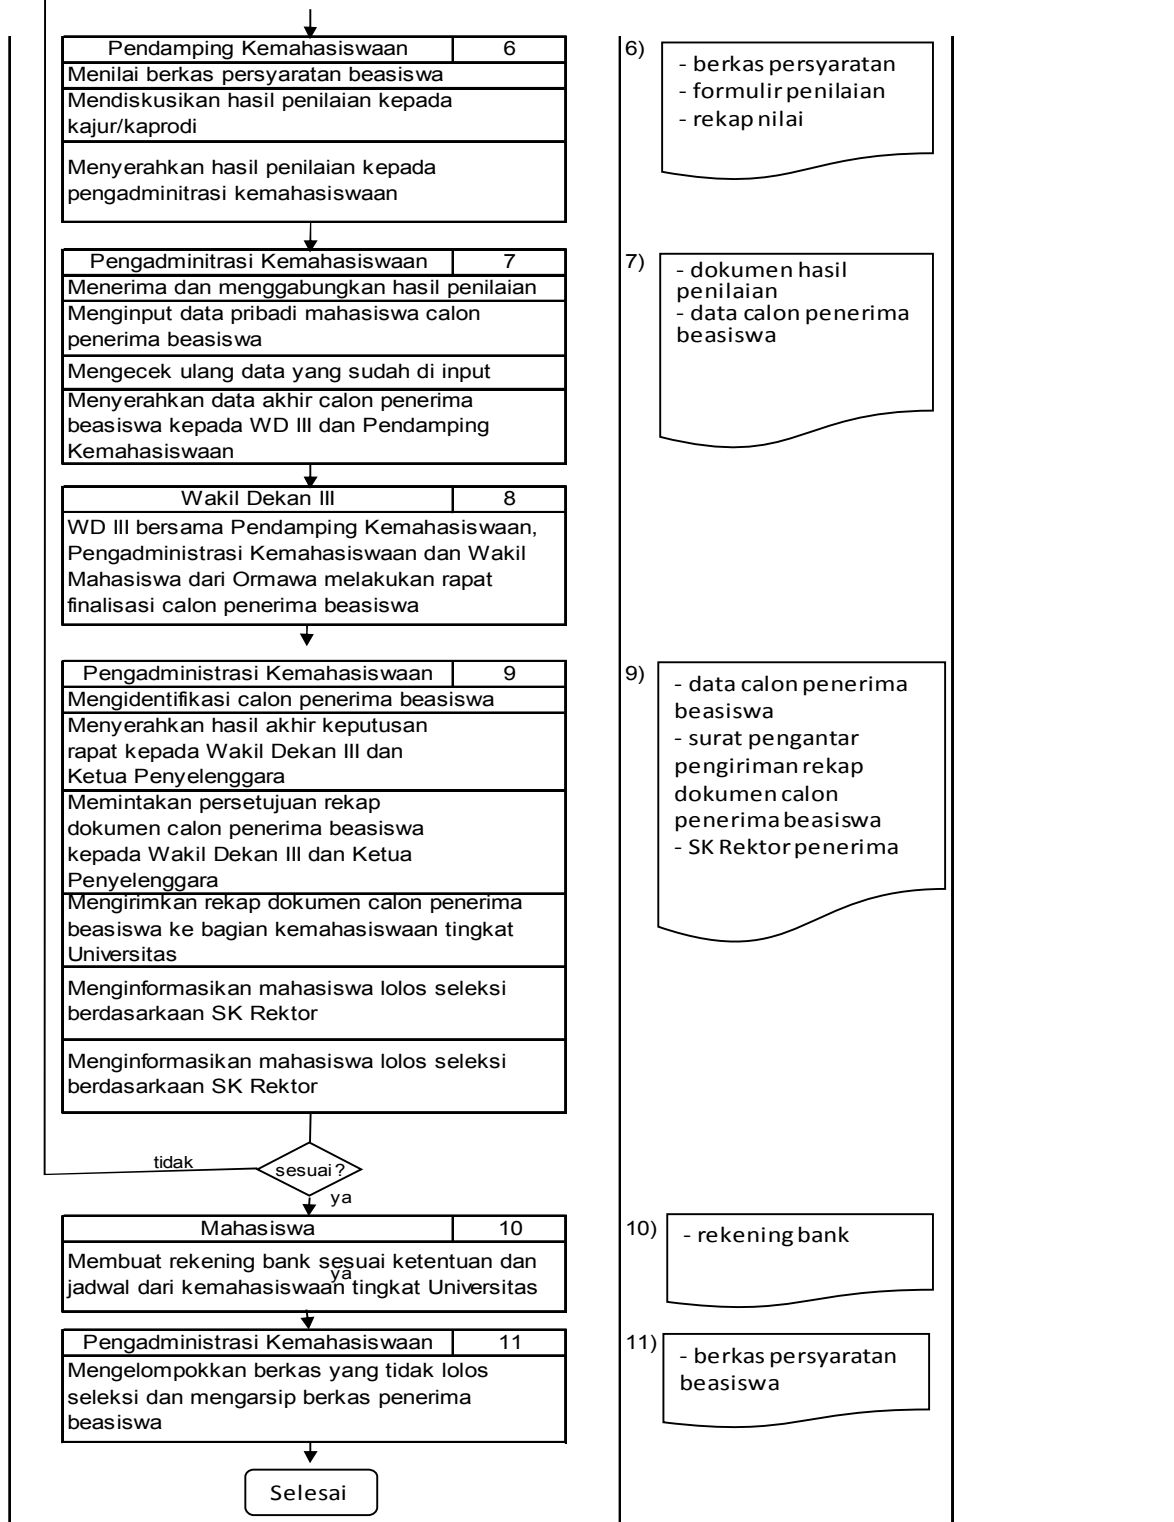 Pendamping Kemahasiswaan 6
Menilai berkas persyaratan beasiswa
Mendiskusikan hasil penilaian kepada
kajur/kaprodi
Menyerahkan hasil penilaian kepada
pengadminitrasi kemahasiswaan
6)
- berkas persyaratan
- formulir penilaian
- rekap nilai
Pengadminitrasi Kemahasiswaan 7
Menerima dan menggabungkan hasil penilaian
Menginput data pribadi mahasiswa calon
penerima beasiswa
Mengecek ulang data yang sudah di input
Menyerahkan data akhir calon penerima
beasiswa kepada WD III dan Pendamping
Kemahasiswaan
7)
- dokumen hasil
penilaian
- data calon penerima
beasiswa
Wakil Dekan III 8
WD III bersama Pendamping Kemahasiswaan,
Pengadministrasi Kemahasiswaan dan Wakil
Mahasiswa dari Ormawa melakukan rapat
finalisasi calon penerima beasiswa
Pengadministrasi Kemahasiswaan 9
Mengidentifikasi calon penerima beasiswa
Menyerahkan hasil akhir keputusan
rapat kepada Wakil Dekan III dan
Ketua Penyelenggara
Memintakan persetujuan rekap
dokumen calon penerima beasiswa
kepada Wakil Dekan III dan Ketua
Penyelenggara
Mengirimkan rekap dokumen calon penerima
beasiswa ke bagian kemahasiswaan tingkat
Universitas
Menginformasikan mahasiswa lolos seleksi
berdasarkaan SK Rektor
Menginformasikan mahasiswa lolos seleksi
berdasarkaan SK Rektor
9)
- data calon penerima
beasiswa
- surat pengantar
pengiriman rekap
dokumen calon
penerima beasiswa
- SK Rektor penerima
tidak
sesuai?
ya
Mahasiswa 10
Membuat rekening bank sesuai ketentuan dan
ya
jadwal dari kemahasiswaan tingkat Universitas
10)
- rekening bank
Pengadministrasi Kemahasiswaan 11
Mengelompokkan berkas yang tidak lolos
seleksi dan mengarsip berkas penerima
beasiswa
11)
- berkas persyaratan
beasiswa
Selesai